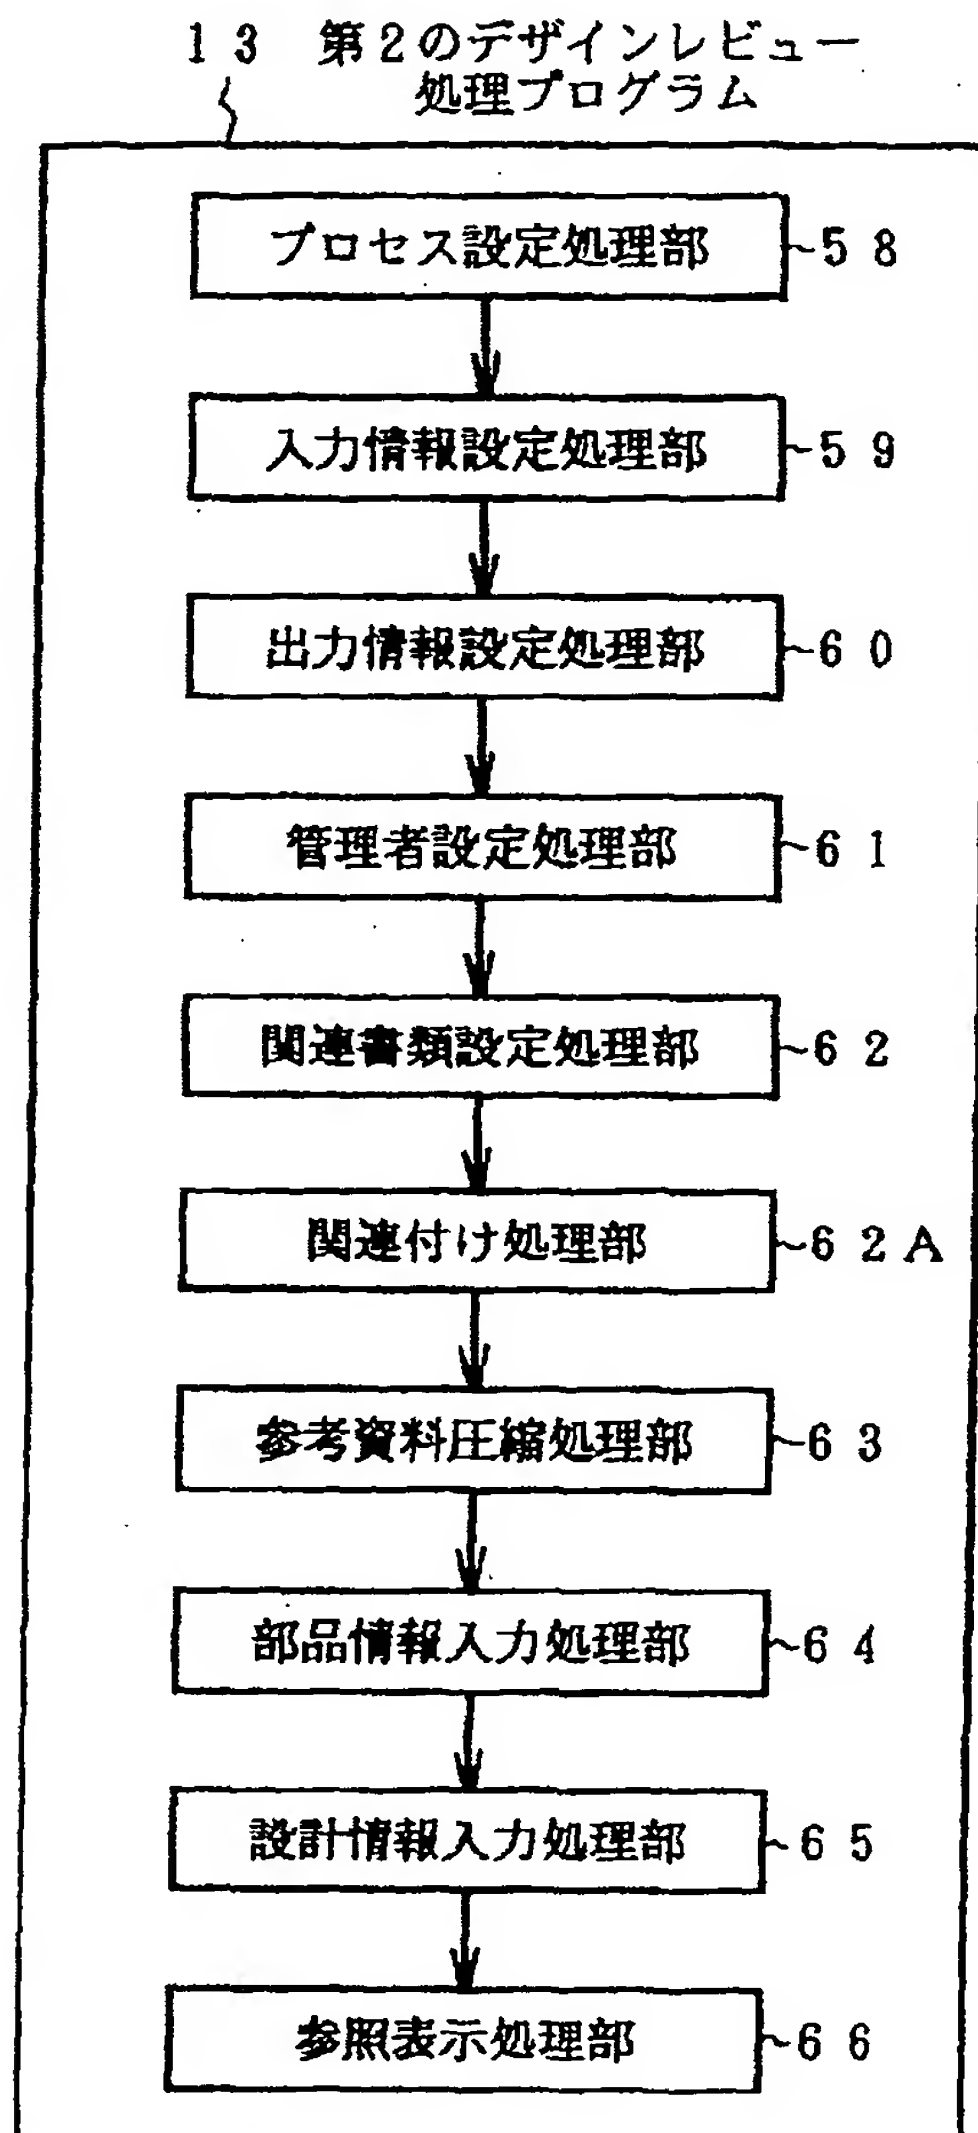 13 第2のデザインレビュー
処理プログラム
プロセス設定処理部 58
入力情報設定処理部 59
出力情報設定処理部 60
管理者設定処理部 61
関連書類設定処理部 62
関連付け処理部 62A
参考資料圧縮処理部 63
部品情報入力処理部 64
設計情報入力処理部 65
参照表示処理部 66